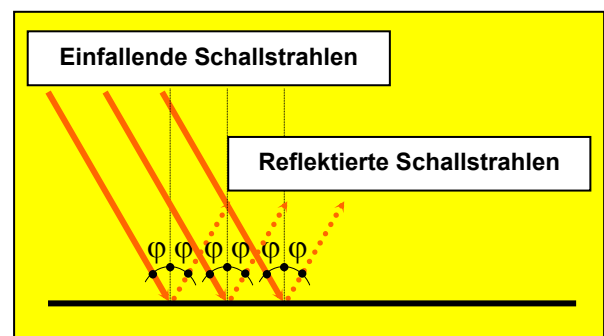 Einfallende Schallstrahlen
Reflektierte Schallstrahlen
φ φ φ φ φ φ